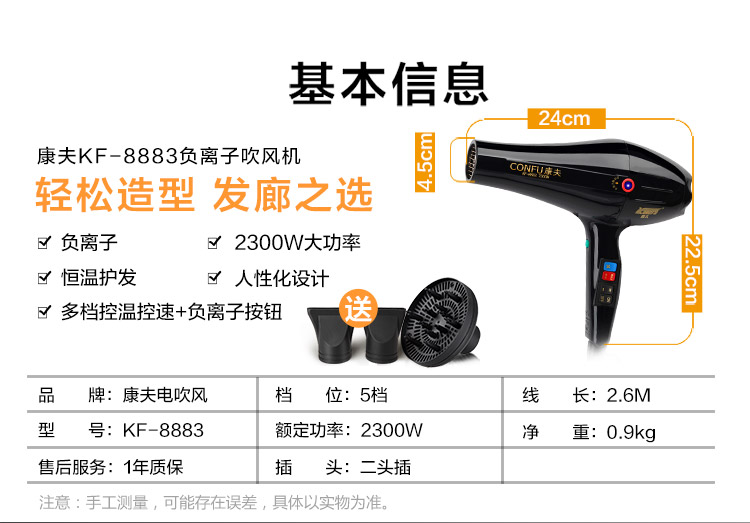 基本信息
24cm
4.5cm
CONFU康夫
22.5cm
康夫KF-8883负离子吹风机
轻松造型 发廊之选
负离子
2300W大功率
恒温护发
人性化设计
多档控温控速+负离子按钮
送
品 牌：康夫电吹风
档 位：5档
线 长：2.6M
型 号：KF-8883
额定功率：2300W
净 重：0.9kg
售后服务：1年质保
插 头：二头插
注意：手工测量，可能存在误差，具体以实物为准。